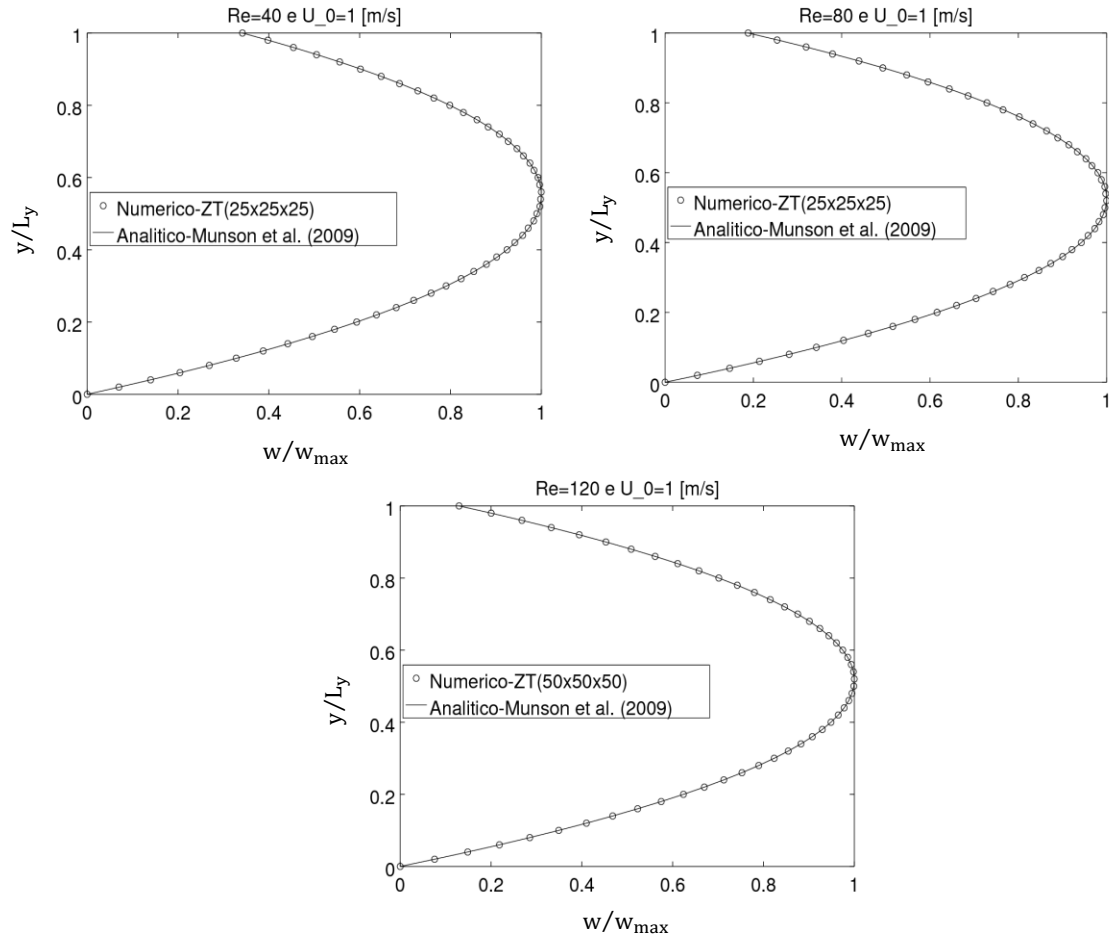 Re=40 e U_0=1 [m/s]
1
0.8
0.6
0.4
0.2
0
y/L_y
Numerico-ZT(25x25x25)
Analitico-Munson et al. (2009)
0 0.2 0.4 0.6 0.8 1
w/w_max
Re=80 e U_0=1 [m/s]
1
0.8
0.6
0.4
0.2
0
y/L_y
Numerico-ZT(25x25x25)
Analitico-Munson et al. (2009)
0 0.2 0.4 0.6 0.8 1
w/w_max
Re=120 e U_0=1 [m/s]
1
0.8
0.6
0.4
0.2
0
y/L_y
Numerico-ZT(50x50x50)
Analitico-Munson et al. (2009)
0 0.2 0.4 0.6 0.8 1
w/w_max